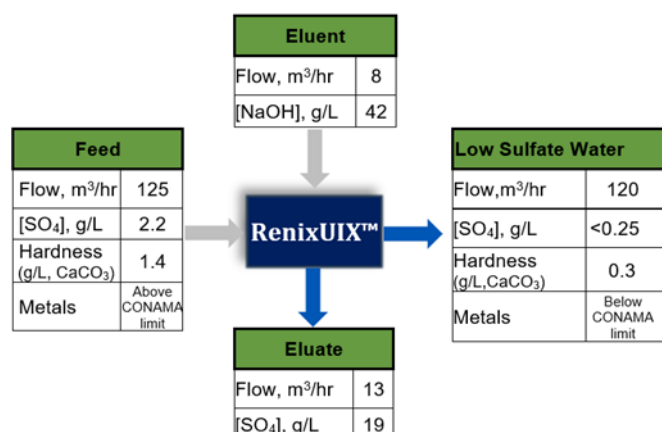 Eluent
Flow, m³/hr 8
[NaOH], g/L 42
Feed
Flow, m³/hr 125
[SO₄], g/L 2.2
Hardness
(g/L, CaCO₃) 1.4
Metals Above
CONAMA
limit
RenixUIX™
Low Sulfate Water
Flow,m³/hr 120
[SO₄], g/L <0.25
Hardness
(g/L,CaCO₃) 0.3
Metals Below
CONAMA
limit
Eluate
Flow, m³/hr 13
[SO₄], g/L 19